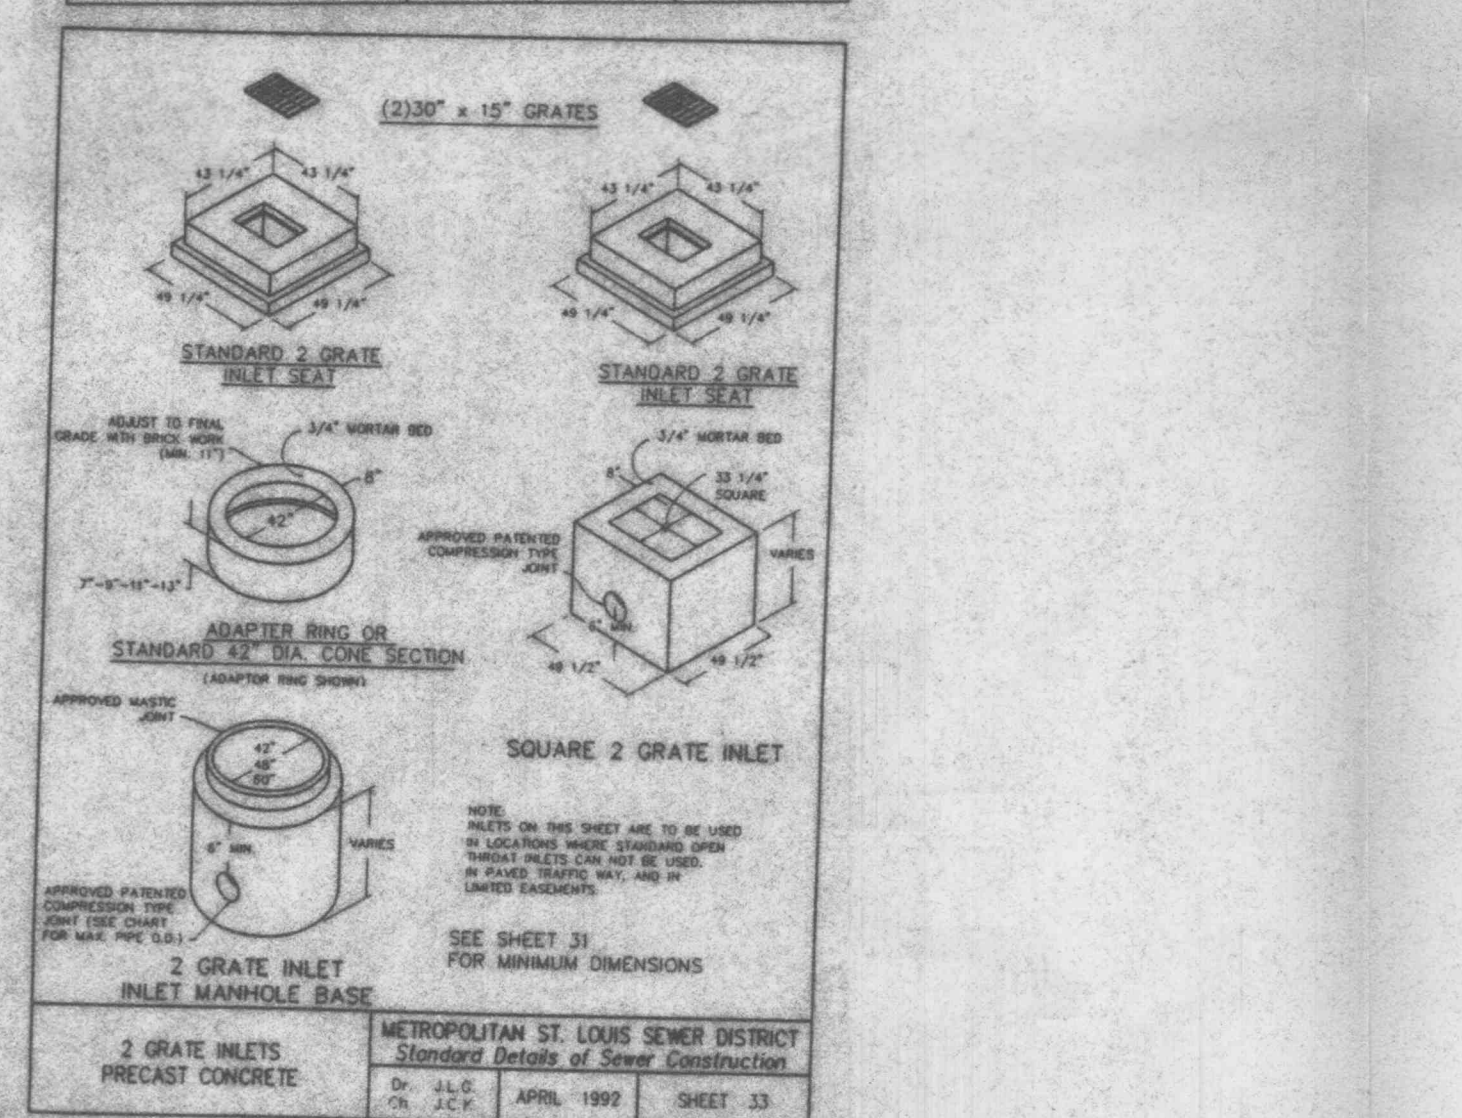 (2)30" x 15" GRATES
43 1/4" 43 1/4"
49 1/4" 49 1/4"
STANDARD 2 GRATE
INLET SEAT
43 1/4" 43 1/4"
49 1/4" 49 1/4"
STANDARD 2 GRATE
INLET SEAT
ADJUST TO FINAL
GRADE WITH BRICK WORK
(MIN. 11")
3/4" MORTAR BED
8"
42"
7"-9"-11"-13"
ADAPTER RING OR
STANDARD 42" DIA. CONE SECTION
(ADAPTOR RING SHOWN)
3/4" MORTAR BED
8"
33 1/4"
SQUARE
APPROVED PATENTED
COMPRESSION TYPE
JOINT
VARIES
6" MIN.
49 1/2" 49 1/2"
SQUARE 2 GRATE INLET
APPROVED MASTIC
JOINT
42"
48"
60"
6" MIN.
VARIES
APPROVED PATENTED
COMPRESSION TYPE
JOINT (SEE CHART
FOR MAX. PIPE O.D.)
2 GRATE INLET
INLET MANHOLE BASE
NOTE:
INLETS ON THIS SHEET ARE TO BE USED
IN LOCATIONS WHERE STANDARD OPEN
THROAT INLETS CAN NOT BE USED,
IN PAVED TRAFFIC WAY, AND IN
LIMITED EASEMENTS
SEE SHEET 31
FOR MINIMUM DIMENSIONS
2 GRATE INLETS
PRECAST CONCRETE
METROPOLITAN ST. LOUIS SEWER DISTRICT
Standard Details of Sewer Construction
Dr. J.L.G.
Ch. J.C.K.
APRIL 1992
SHEET 33